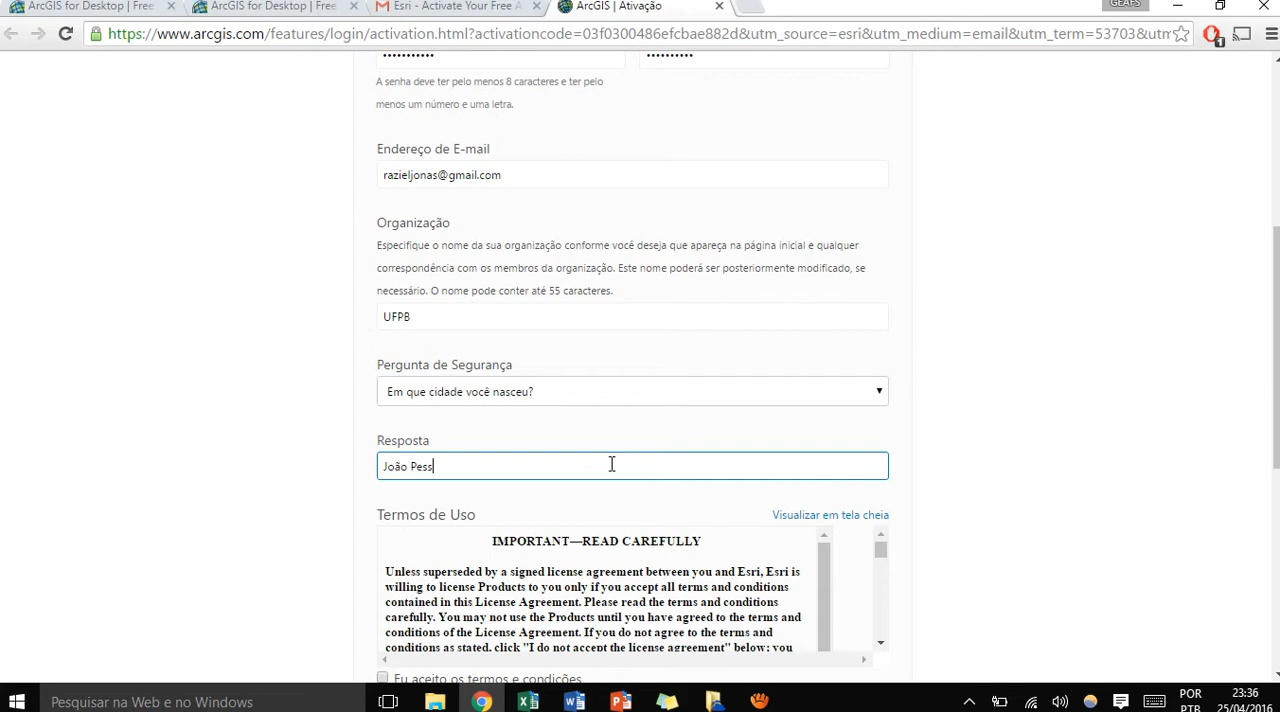 ArcGIS for Desktop | Free
ArcGIS for Desktop | Free
Esri - Activate Your Free A
ArcGIS | Ativação
GEAFS
https://www.arcgis.com/features/login/activation.html?activationcode=03f0300486efcbae882d&utm_source=esri&utm_medium=email&utm_term=53703&utm
1
A senha deve ter pelo menos 8 caracteres e ter pelo
menos um número e uma letra.
Endereço de E-mail
razieljonas@gmail.com
Organização
Especifique o nome da sua organização conforme você deseja que apareça na página inicial e qualquer
correspondência com os membros da organização. Este nome poderá ser posteriormente modificado, se
necessário. O nome pode conter até 55 caracteres.
UFPB
Pergunta de Segurança
Em que cidade você nasceu?
Resposta
João Pess
Termos de Uso
Visualizar em tela cheia
IMPORTANT—READ CAREFULLY
Unless superseded by a signed license agreement between you and Esri, Esri is
willing to license Products to you only if you accept all terms and conditions
contained in this License Agreement. Please read the terms and conditions
carefully. You may not use the Products until you have agreed to the terms and
conditions of the License Agreement. If you do not agree to the terms and
conditions as stated, click "I do not accept the license agreement" below; you
Eu aceito os termos e condições
Pesquisar na Web e no Windows
POR
PTB
23:36
25/04/2016